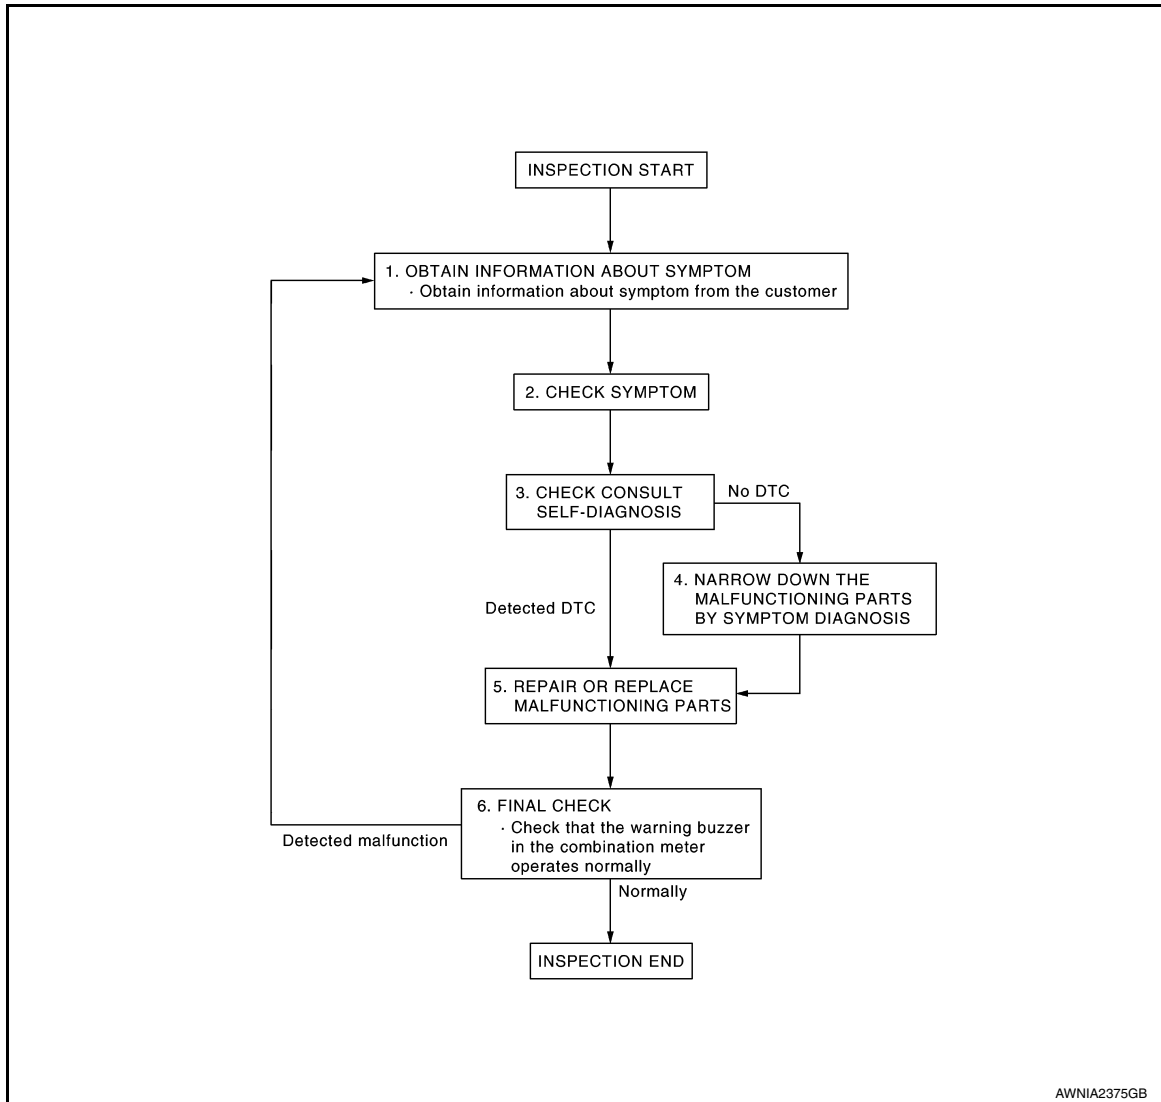 INSPECTION START
1. OBTAIN INFORMATION ABOUT SYMPTOM
· Obtain information about symptom from the customer
2. CHECK SYMPTOM
3. CHECK CONSULT
SELF-DIAGNOSIS
No DTC
4. NARROW DOWN THE
MALFUNCTIONING PARTS
BY SYMPTOM DIAGNOSIS
Detected DTC
5. REPAIR OR REPLACE
MALFUNCTIONING PARTS
6. FINAL CHECK
· Check that the warning buzzer
in the combination meter
operates normally
Detected malfunction
Normally
INSPECTION END
AWNIA2375GB